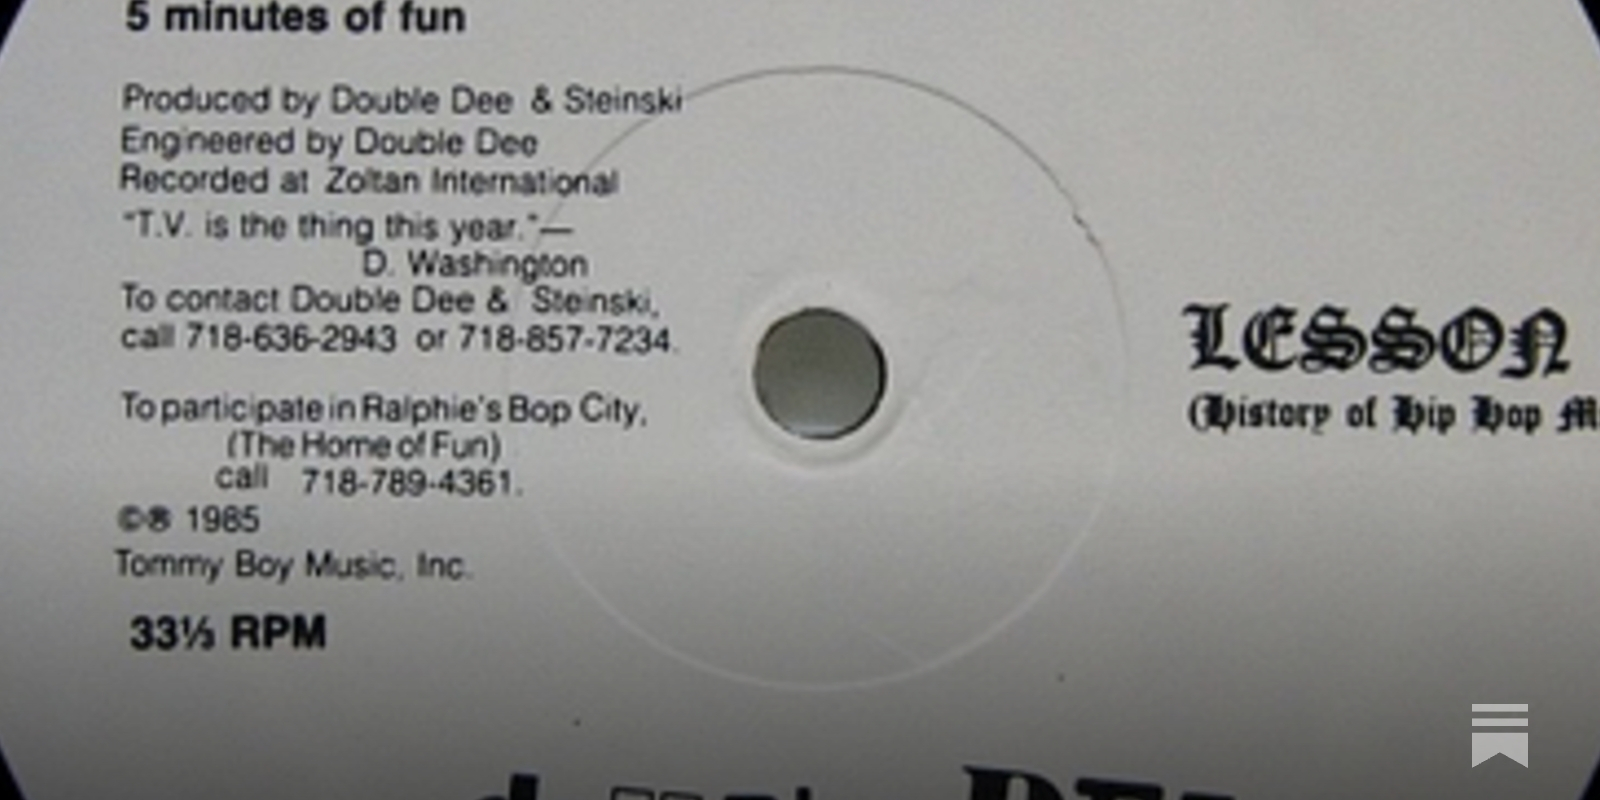 5 minutes of fun
Produced by Double Dee & Steinski
Engineered by Double Dee
Recorded at Zoltan International
"T.V. is the thing this year."—
D. Washington
To contact Double Dee & Steinski,
call 718-636-2943 or 718-857-7234.
To participate in Ralphie's Bop City,
(The Home of Fun)
call 718-789-4361.
©℗ 1985
Tommy Boy Music, Inc.
33⅓ RPM
LESSON
(History of Hip Hop M